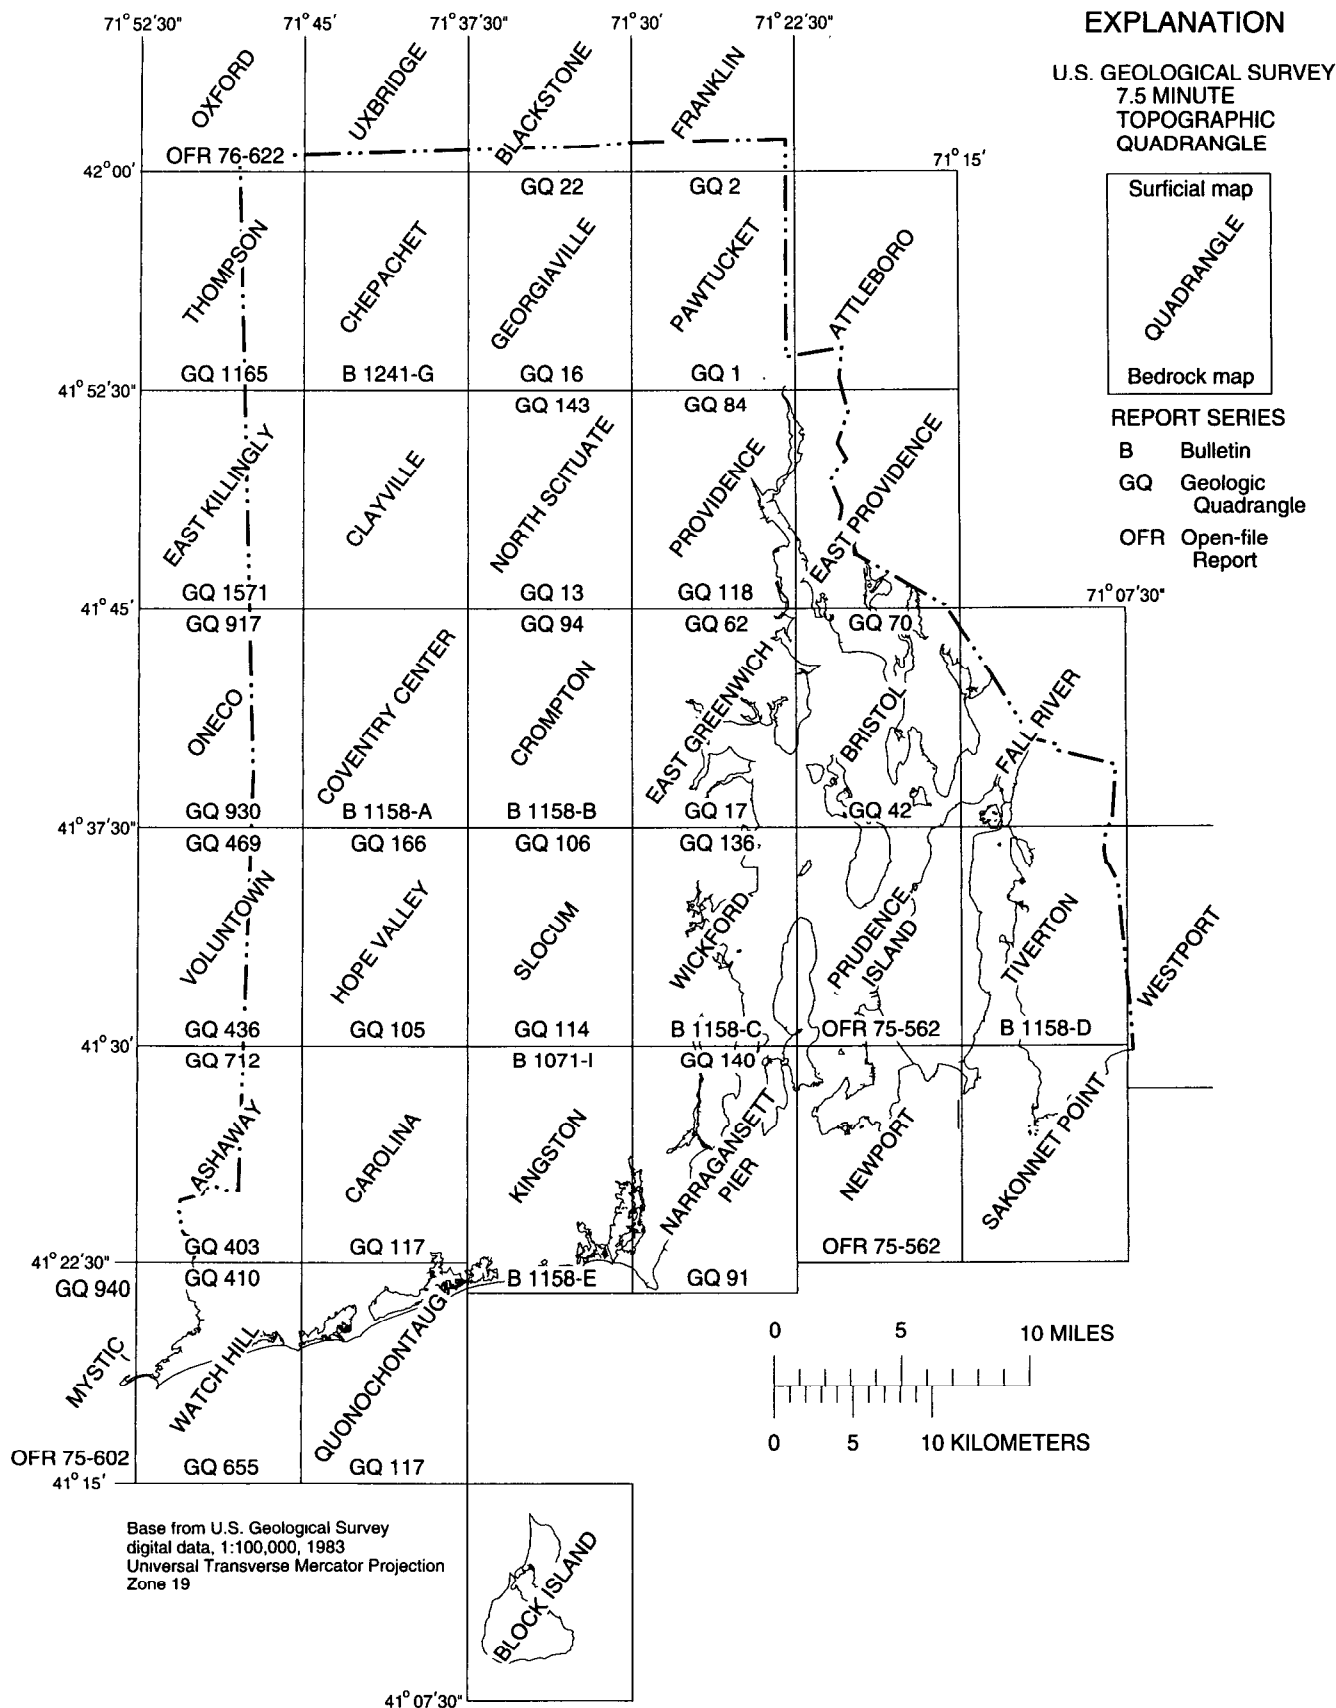 71°52'30"
71°45'
71°37'30"
71°30'
71°22'30"
EXPLANATION
U.S. GEOLOGICAL SURVEY
7.5 MINUTE
TOPOGRAPHIC
QUADRANGLE
Surficial map
QUADRANGLE
Bedrock map
REPORT SERIES
B Bulletin
GQ Geologic
Quadrangle
OFR Open-file
Report
OXFORD
UXBRIDGE
BLACKSTONE
FRANKLIN
OFR 76-622
42°00'
71°15'
GQ 22
GQ 2
THOMPSON
CHEPACHET
GEORGIAVILLE
PAWTUCKET
ATTLEBORO
GQ 1165
B 1241-G
GQ 16
GQ 1
41°52'30"
GQ 143
GQ 84
EAST KILLINGLY
CLAYVILLE
NORTH SCITUATE
PROVIDENCE
EAST PROVIDENCE
GQ 1571
GQ 13
GQ 118
41°45'
71°07'30"
GQ 917
GQ 94
GQ 62
GQ 70
ONECO
COVENTRY CENTER
CROMPTON
EAST GREENWICH
BRISTOL
FALL RIVER
GQ 930
B 1158-A
B 1158-B
GQ 17
GQ 42
41°37'30"
GQ 469
GQ 166
GQ 106
GQ 136
VOLUNTOWN
HOPE VALLEY
SLOCUM
WICKFORD
PRUDENCE
ISLAND
TIVERTON
WESTPORT
GQ 436
GQ 105
GQ 114
B 1158-C
OFR 75-562
B 1158-D
41°30'
GQ 712
B 1071-I
GQ 140
ASHAWAY
CAROLINA
KINGSTON
NARRAGANSETT
PIER
NEWPORT
SAKONNET POINT
GQ 403
GQ 117
OFR 75-562
41°22'30"
GQ 940
GQ 410
B 1158-E
GQ 91
MYSTIC
WATCH HILL
QUONOCHONTAUG
OFR 75-602
GQ 655
GQ 117
41°15'
0 5 10 MILES
0 5 10 KILOMETERS
Base from U.S. Geological Survey
digital data, 1:100,000, 1983
Universal Transverse Mercator Projection
Zone 19
BLOCK ISLAND
41°07'30"